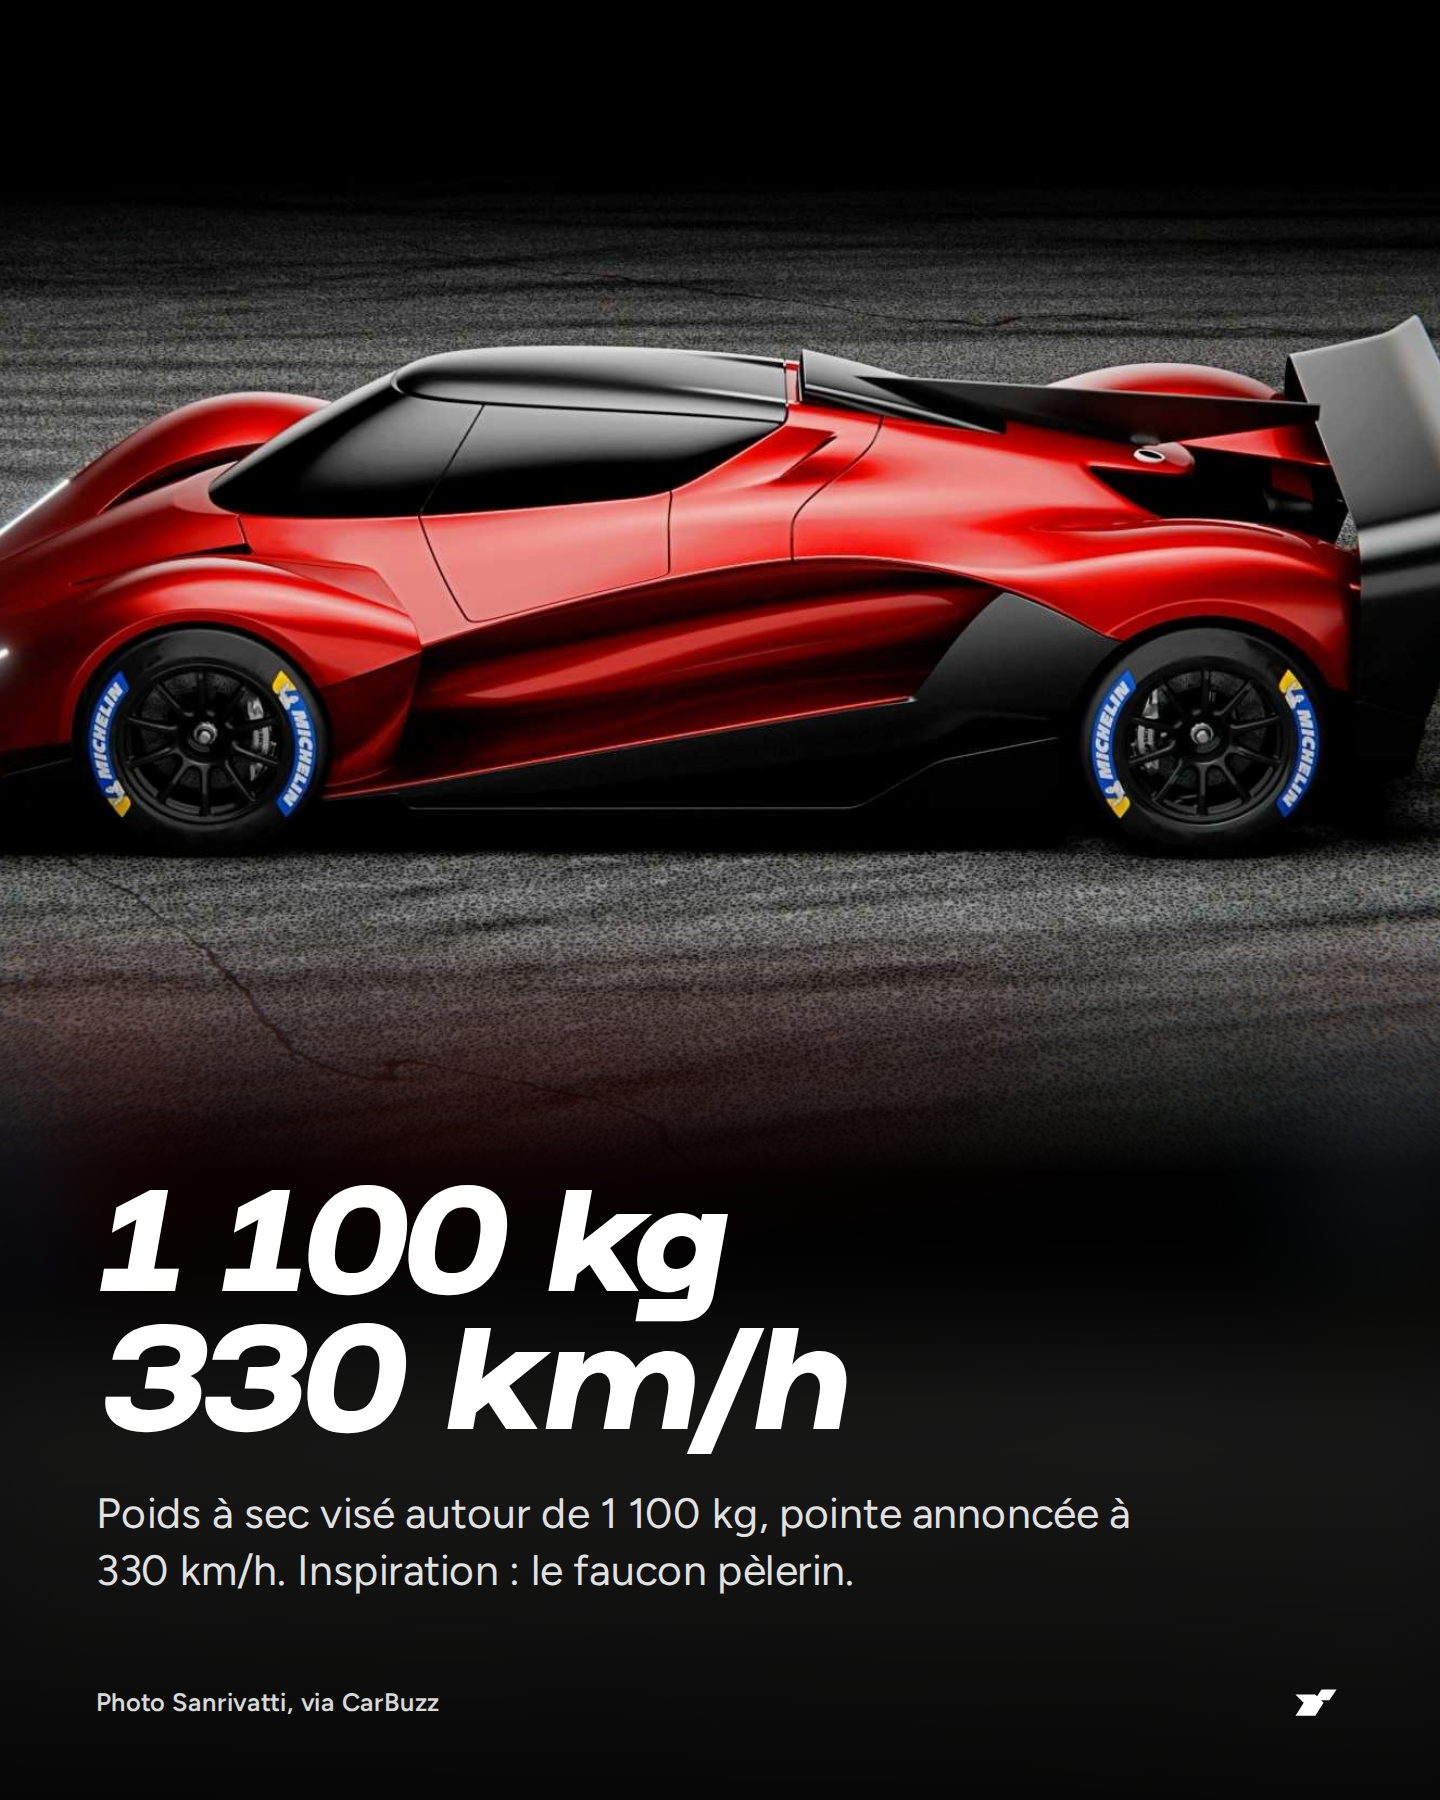 MICHELIN
MICHELIN
MICHELIN
MICHELIN
1 100 kg
330 km/h
Poids à sec visé autour de 1 100 kg, pointe annoncée à
330 km/h. Inspiration : le faucon pèlerin.
Photo Sanrivatti, via CarBuzz